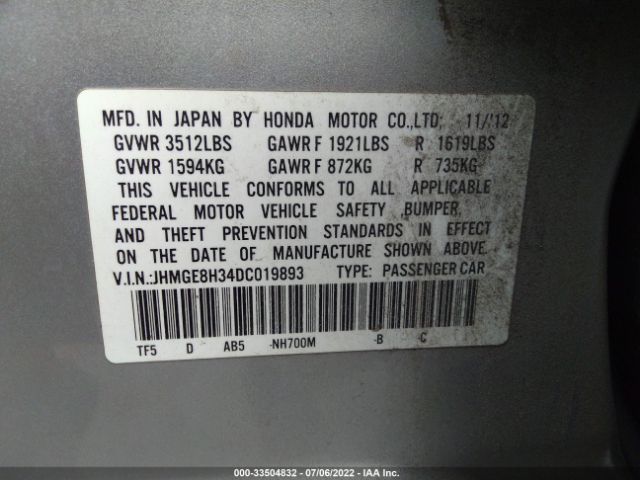 MFD. IN JAPAN BY HONDA MOTOR CO.,LTD. 11/'12
GVWR 3512LBS GAWR F 1921LBS R 1619LBS
GVWR 1594KG GAWR F 872KG R 735KG
THIS VEHICLE CONFORMS TO ALL APPLICABLE
FEDERAL MOTOR VEHICLE SAFETY ,BUMPER,
AND THEFT PREVENTION STANDARDS IN EFFECT
ON THE DATE OF MANUFACTURE SHOWN ABOVE.
V.I.N.:JHMGE8H34DC019893 TYPE: PASSENGER CAR
TF5 D AB5 -NH700M -B -C
000-33504832 - 07/06/2022 - IAA Inc.